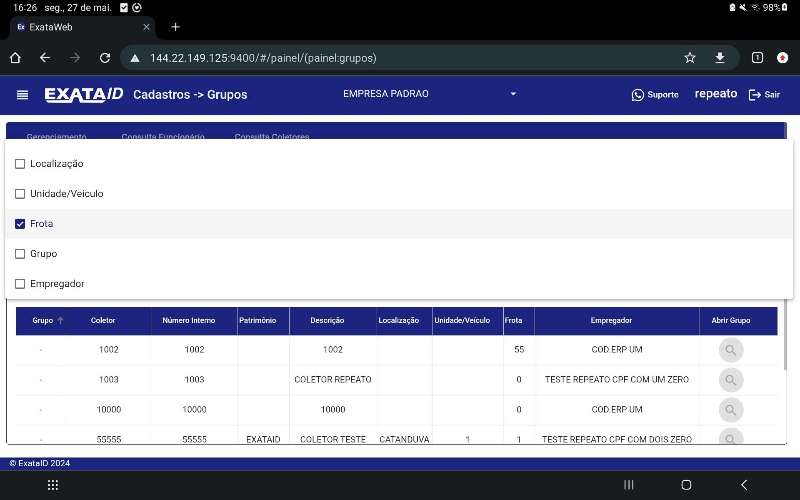 16:26 seg., 27 de mai. 98%
Ex ExataWeb
144.22.149.125:9400/#/painel/(painel:grupos) 1
EXATAID Cadastros -> Grupos EMPRESA PADRAO Suporte repeato Sair
Gerenciamento Consulta Funcionário Consulta Coletores
Localização
Unidade/Veículo
Frota
Grupo
Empregador
Grupo Coletor Número Interno Patrimônio Descrição Localização Unidade/Veículo Frota Empregador Abrir Grupo
- 1002 1002 1002 55 COD ERP UM
- 1003 1003 COLETOR REPEATO 0 TESTE REPEATO CPF COM UM ZERO
- 10000 10000 10000 0 COD ERP UM
- 55555 55555 EXATAID COLETOR TESTE CATANDUVA 1 1 TESTE REPEATO CPF COM DOIS ZERO
© ExataID 2024